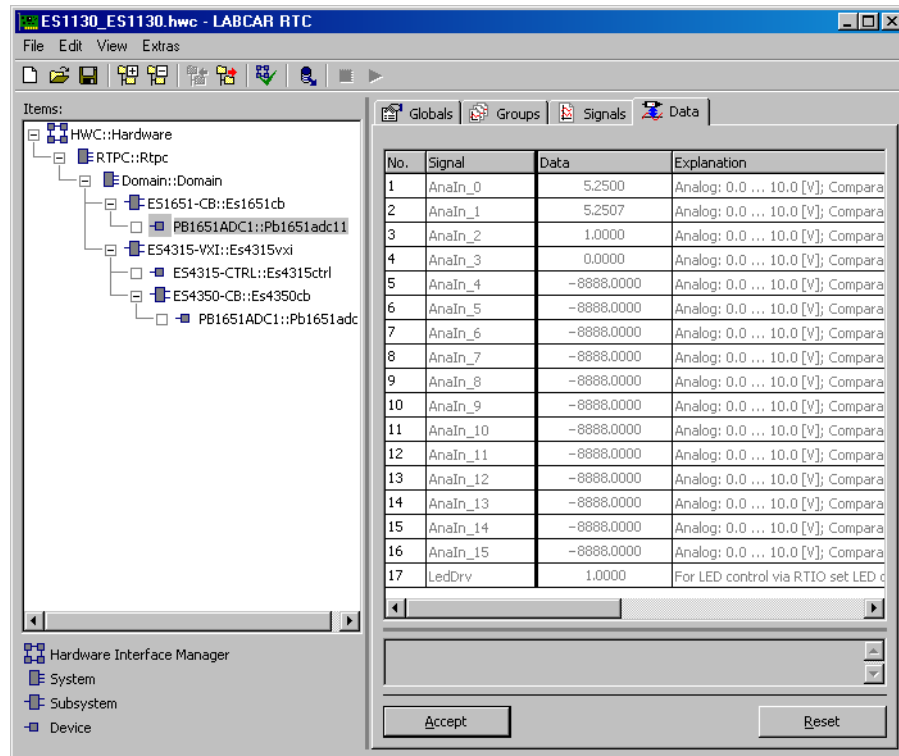 ES1130_ES1130.hwc - LABCAR RTC
File Edit View Extras
Items:
HWC::Hardware
RTPC::Rtpc
Domain::Domain
ES1651-CB::Es1651cb
PB1651ADC1::Pb1651adc11
ES4315-VXI::Es4315vxi
ES4315-CTRL::Es4315ctrl
ES4350-CB::Es4350cb
PB1651ADC1::Pb1651adc
Hardware Interface Manager
System
Subsystem
Device
Globals Groups Signals Data
No. Signal Data Explanation
1 AnaIn_0 5.2500 Analog: 0.0 ... 10.0 [V]; Compara
2 AnaIn_1 5.2507 Analog: 0.0 ... 10.0 [V]; Compara
3 AnaIn_2 1.0000 Analog: 0.0 ... 10.0 [V]; Compara
4 AnaIn_3 0.0000 Analog: 0.0 ... 10.0 [V]; Compara
5 AnaIn_4 -8888.0000 Analog: 0.0 ... 10.0 [V]; Compara
6 AnaIn_5 -8888.0000 Analog: 0.0 ... 10.0 [V]; Compara
7 AnaIn_6 -8888.0000 Analog: 0.0 ... 10.0 [V]; Compara
8 AnaIn_7 -8888.0000 Analog: 0.0 ... 10.0 [V]; Compara
9 AnaIn_8 -8888.0000 Analog: 0.0 ... 10.0 [V]; Compara
10 AnaIn_9 -8888.0000 Analog: 0.0 ... 10.0 [V]; Compara
11 AnaIn_10 -8888.0000 Analog: 0.0 ... 10.0 [V]; Compara
12 AnaIn_11 -8888.0000 Analog: 0.0 ... 10.0 [V]; Compara
13 AnaIn_12 -8888.0000 Analog: 0.0 ... 10.0 [V]; Compara
14 AnaIn_13 -8888.0000 Analog: 0.0 ... 10.0 [V]; Compara
15 AnaIn_14 -8888.0000 Analog: 0.0 ... 10.0 [V]; Compara
16 AnaIn_15 -8888.0000 Analog: 0.0 ... 10.0 [V]; Compara
17 LedDrv 1.0000 For LED control via RTIO set LED
Accept Reset